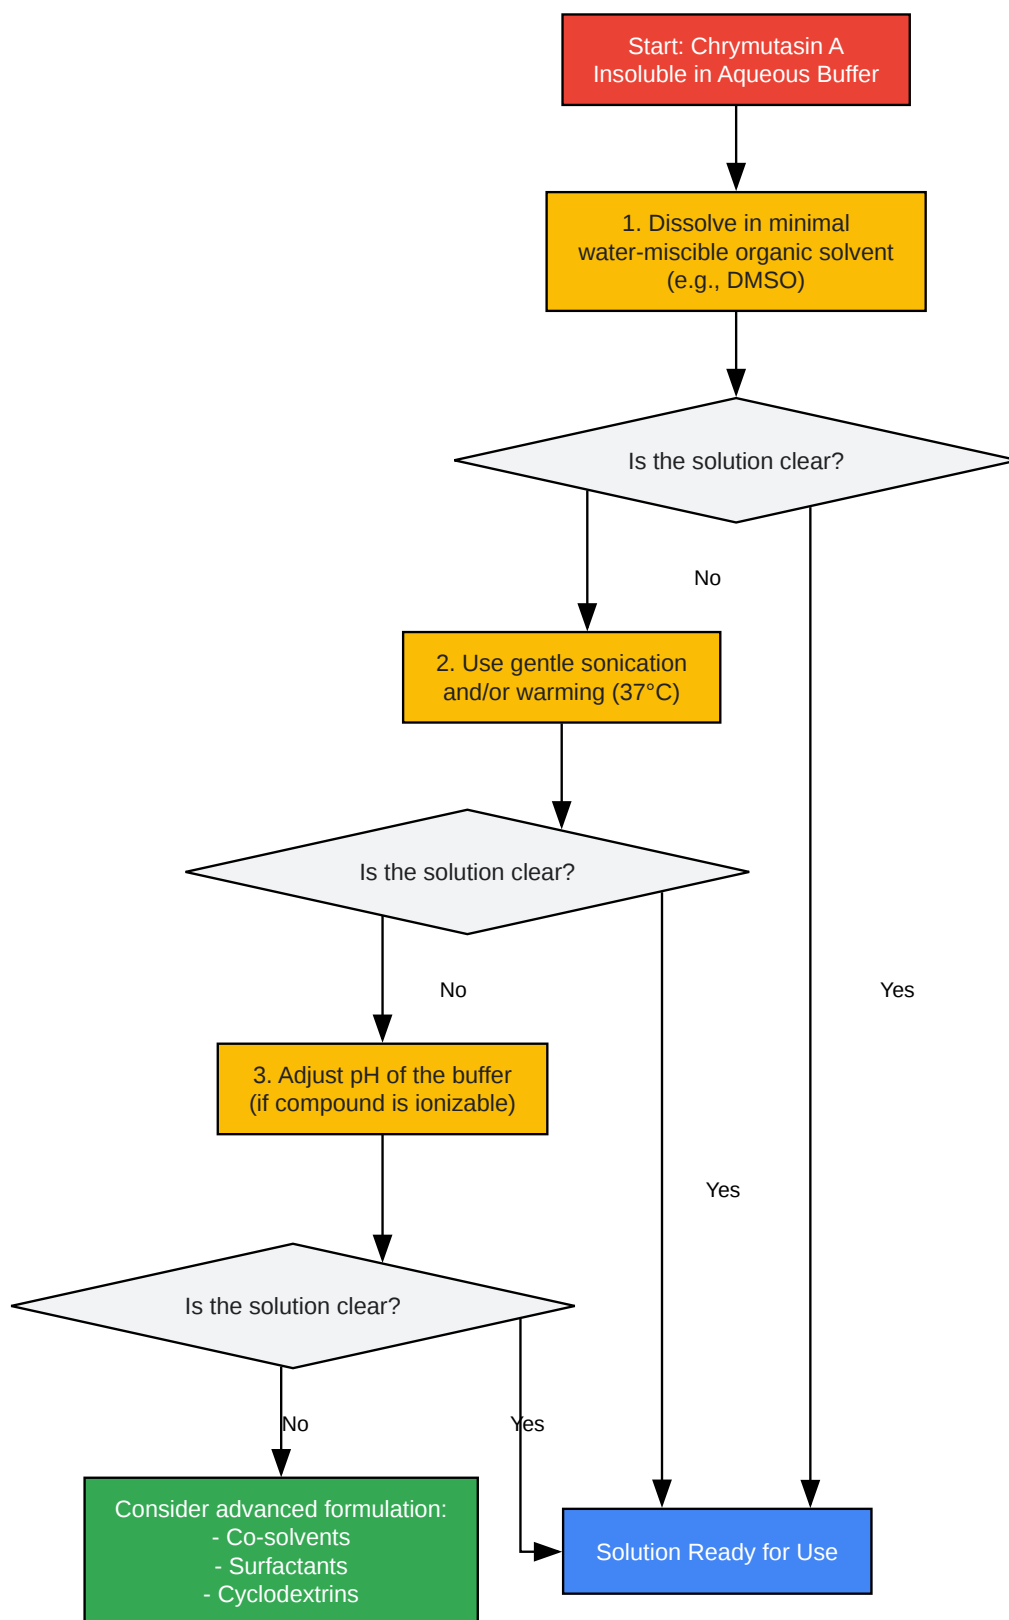 Start: Chrymutasin A
Insoluble in Aqueous Buffer
1. Dissolve in minimal
water-miscible organic solvent
(e.g., DMSO)
Is the solution clear?
No
2. Use gentle sonication
and/or warming (37°C)
Is the solution clear?
No
Yes
3. Adjust pH of the buffer
(if compound is ionizable)
Yes
Is the solution clear?
No
Yes
Consider advanced formulation:
- Co-solvents
- Surfactants
- Cyclodextrins
Solution Ready for Use